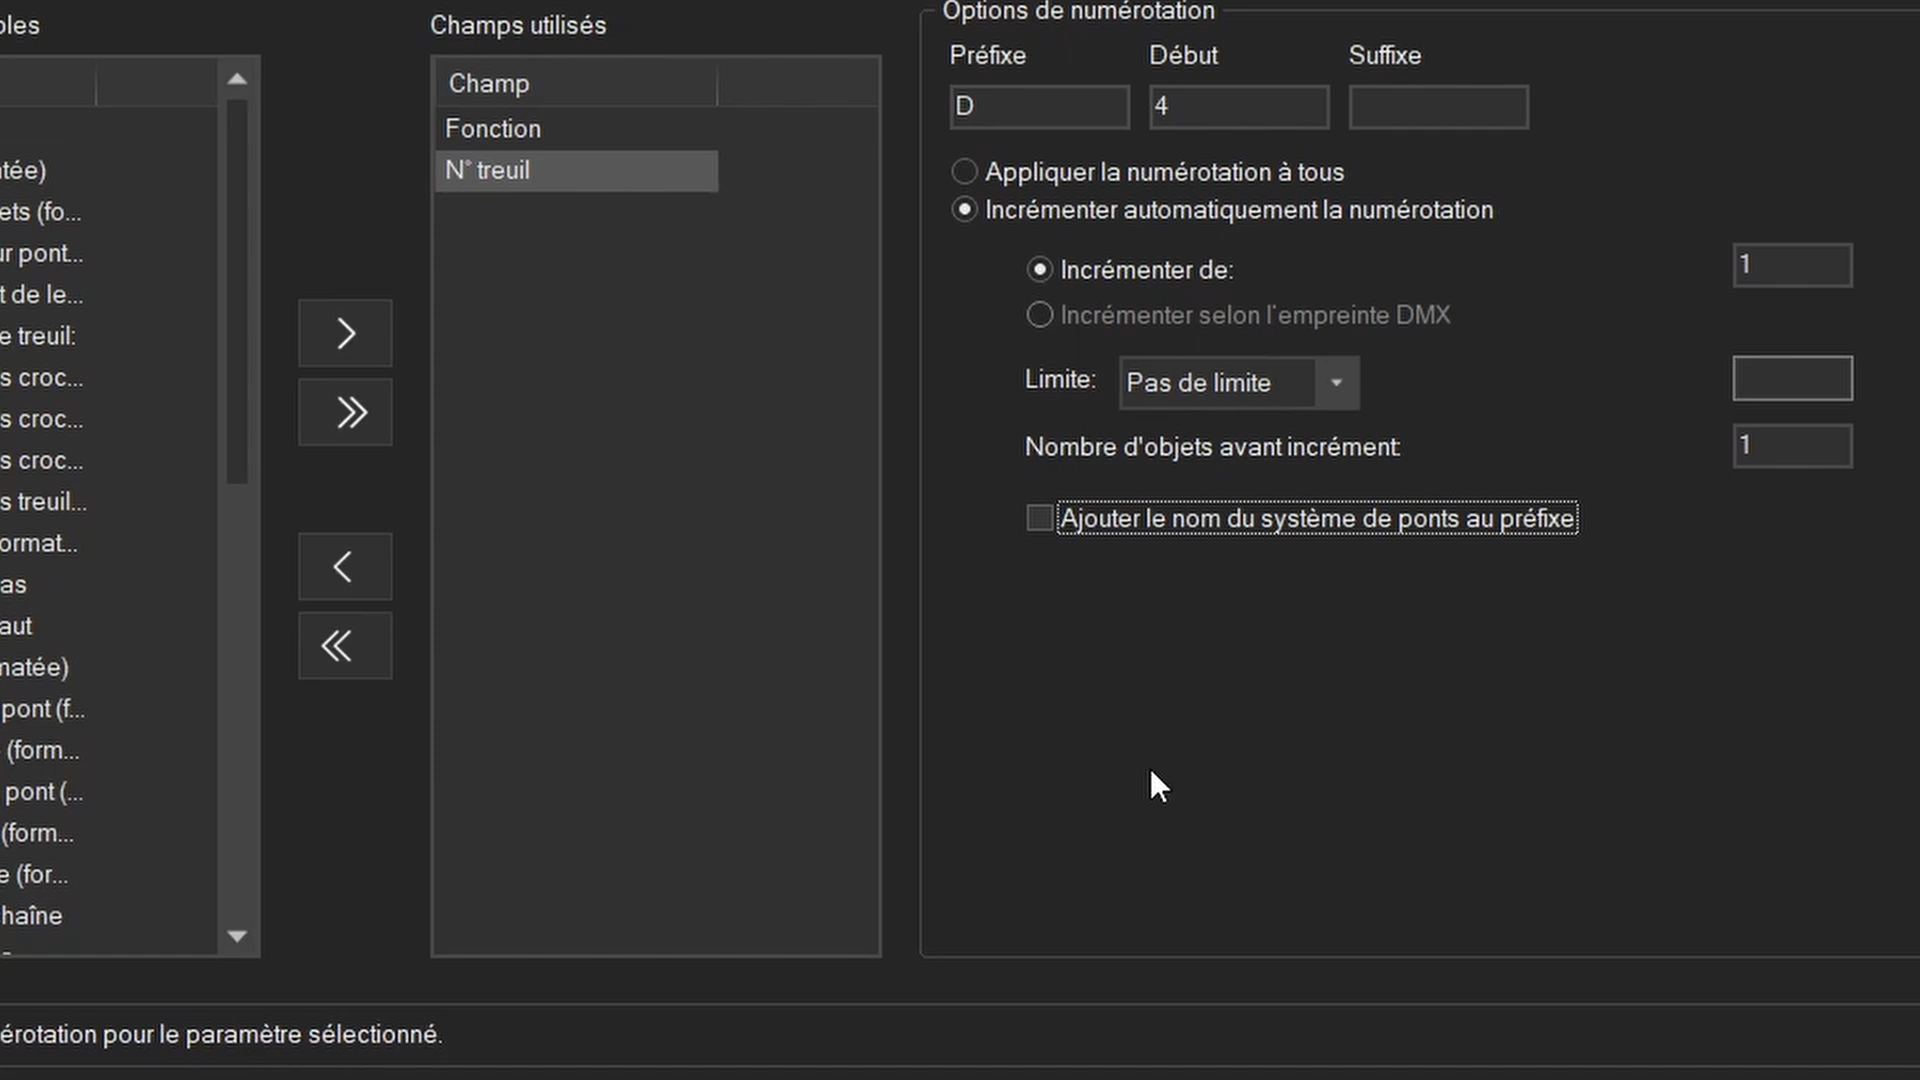 bles
tée)
ets (fo...
ur pont...
t de le...
e treuil:
s croc...
s croc...
s croc...
s treuil...
ormat...
as
aut
matée)
pont (f...
(form...
pont (...
(form...
e (for...
haîne
Champs utilisés
Champ
Fonction
N° treuil
Options de numérotation
Préfixe Début Suffixe
D 4
Appliquer la numérotation à tous
Incrémenter automatiquement la numérotation
Incrémenter de: 1
Incrémenter selon l'empreinte DMX
Limite: Pas de limite
Nombre d'objets avant incrément: 1
Ajouter le nom du système de ponts au préfixe
érotation pour le paramètre sélectionné.